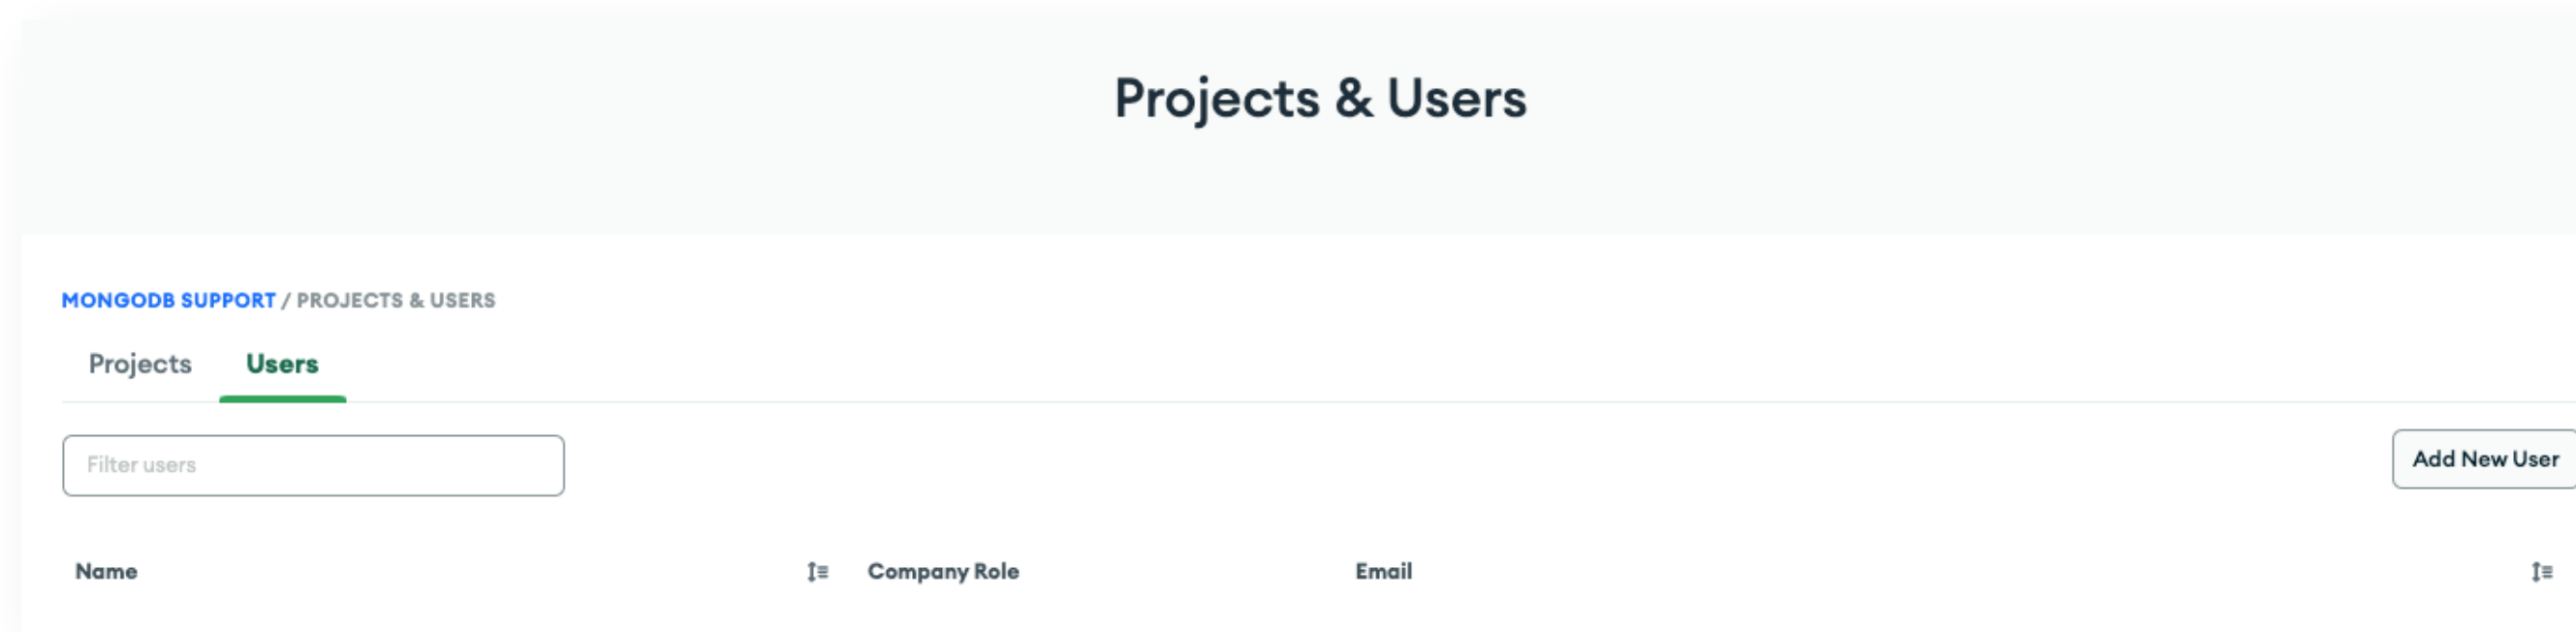 Projects & Users
MONGODB SUPPORT / PROJECTS & USERS
Projects Users
Filter users
Add New User
Name Company Role Email